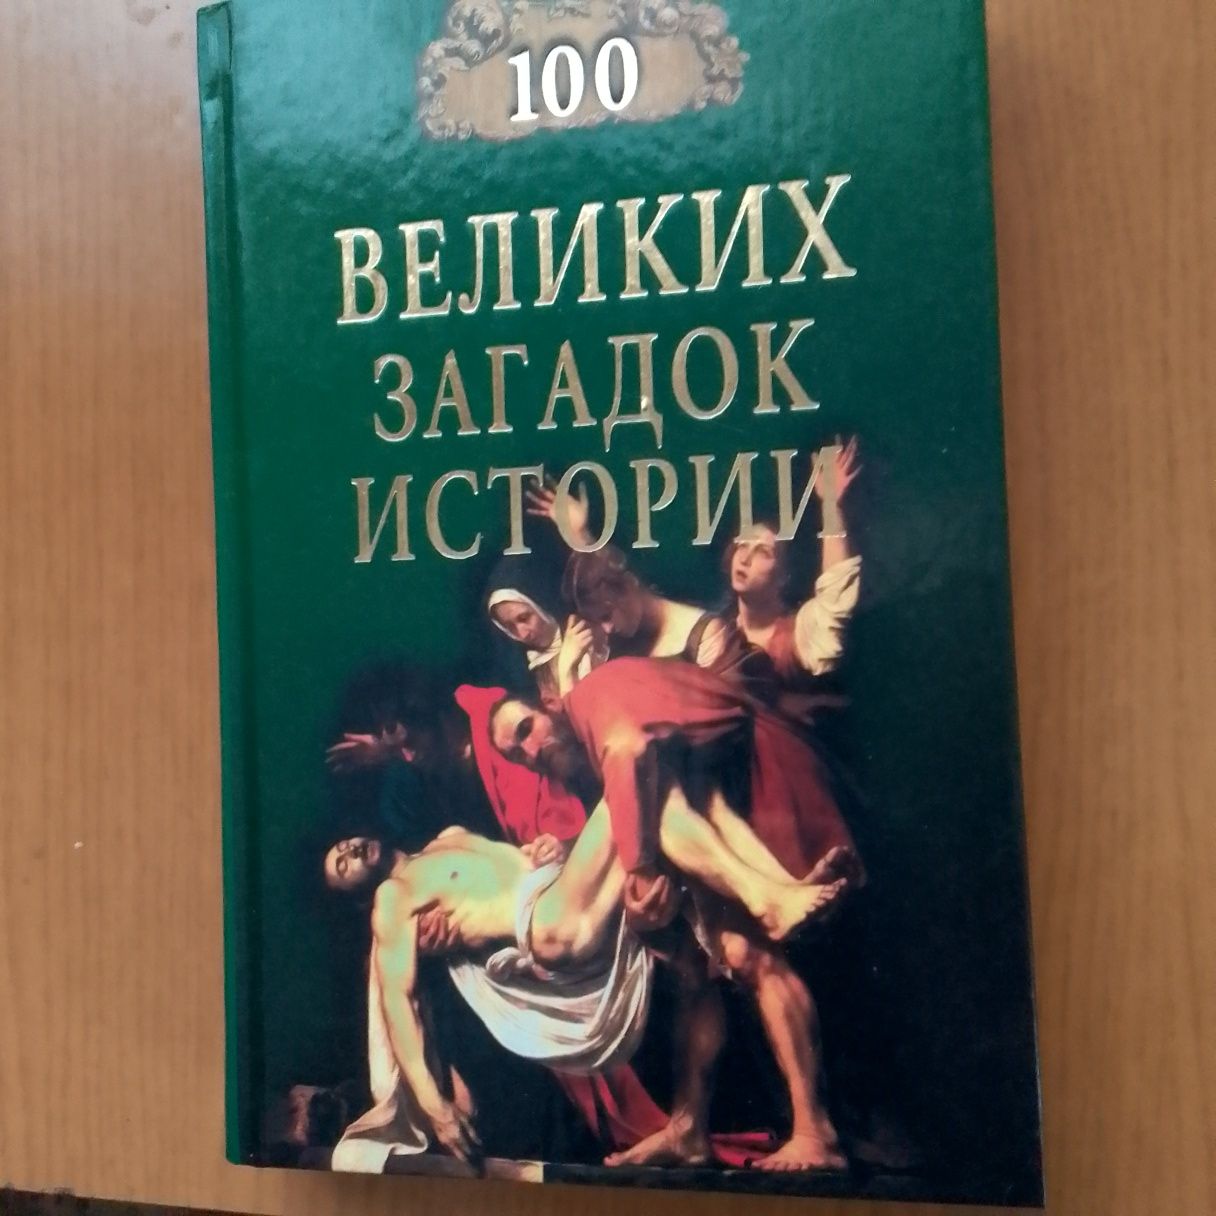 100
ВЕЛИКИХ
ЗАГАДОК
ИСТОРИИ